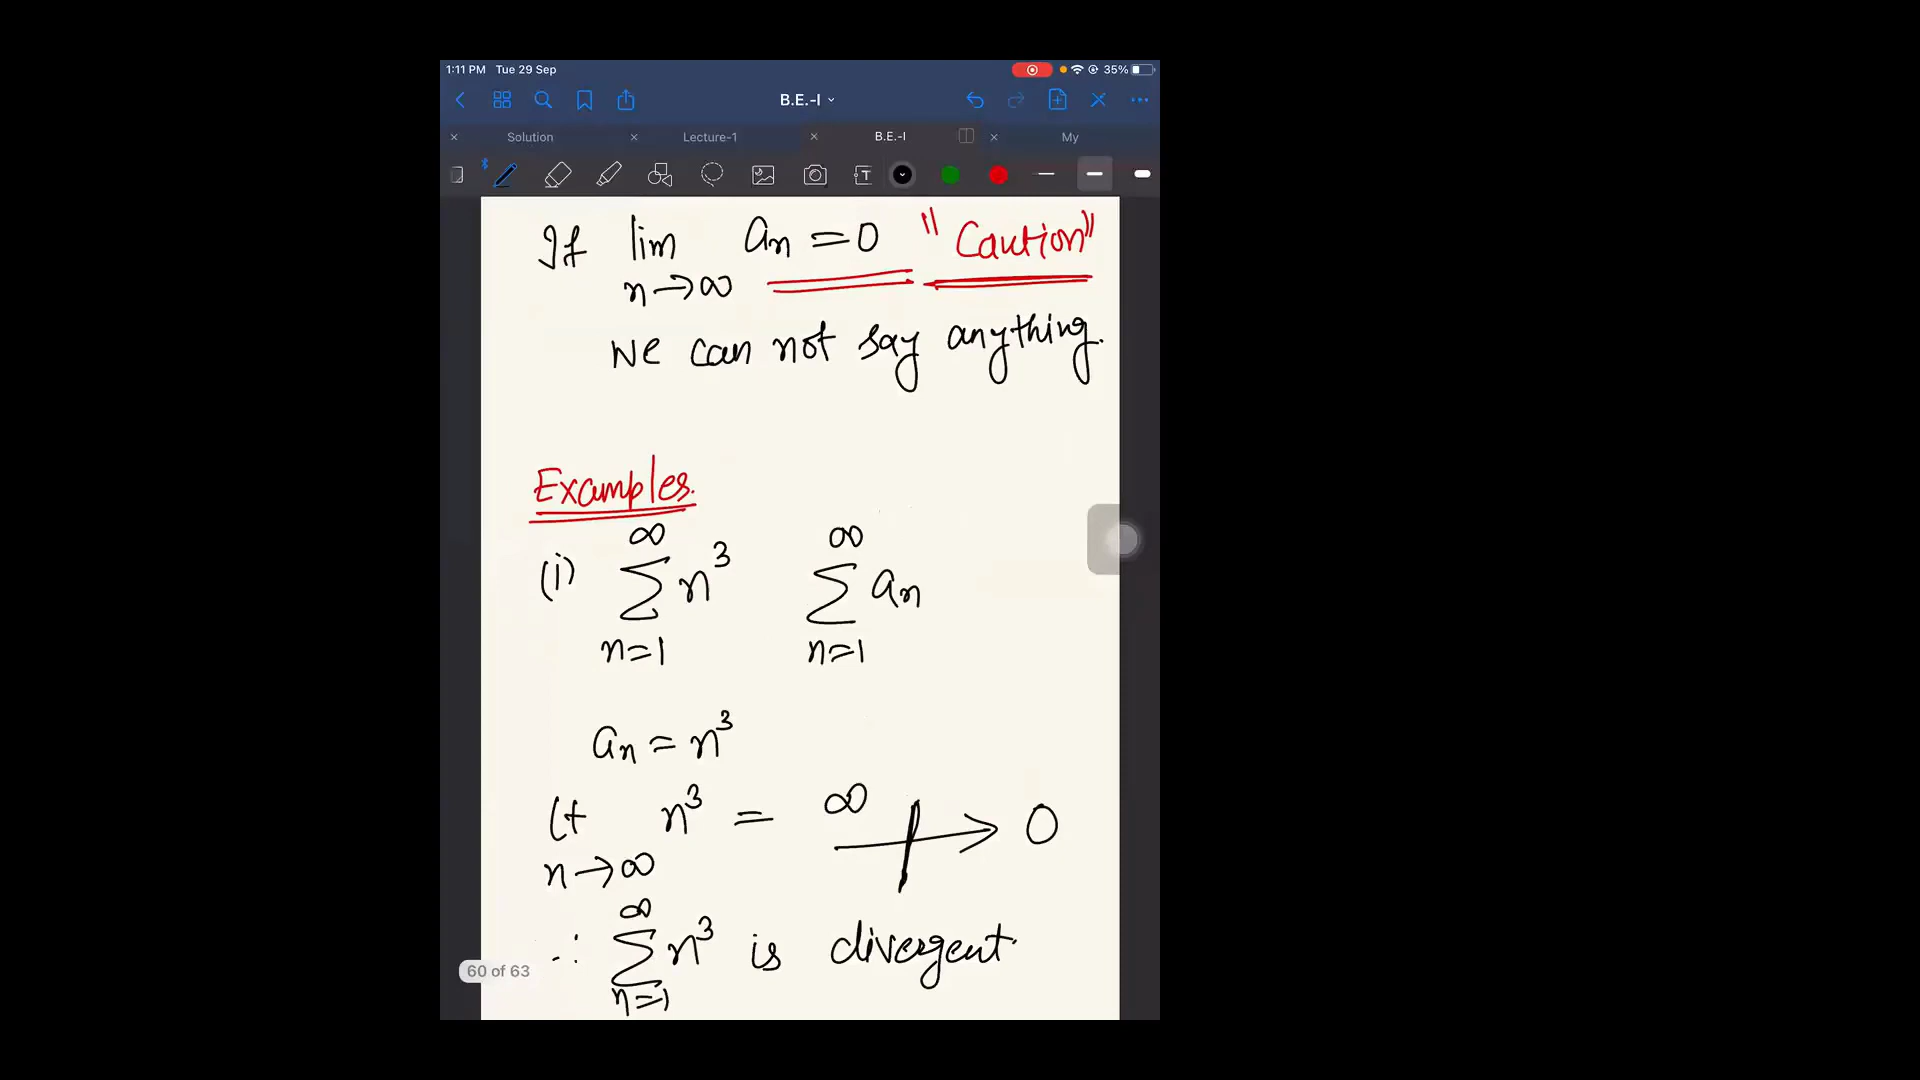 1:11 PM Tue 29 Sep 35%
B.E.-I
Solution Lecture-1 B.E.-I My
T
If lim n→∞ an = 0 "Caution"
we can not say anything.
Examples.
(i) ∞∑n=1 n³ ∞∑n=1 an
an = n³
lt n→∞ n³ = ∞ ↛ 0
∴ ∞∑n=1 n³ is divergent.
60 of 63